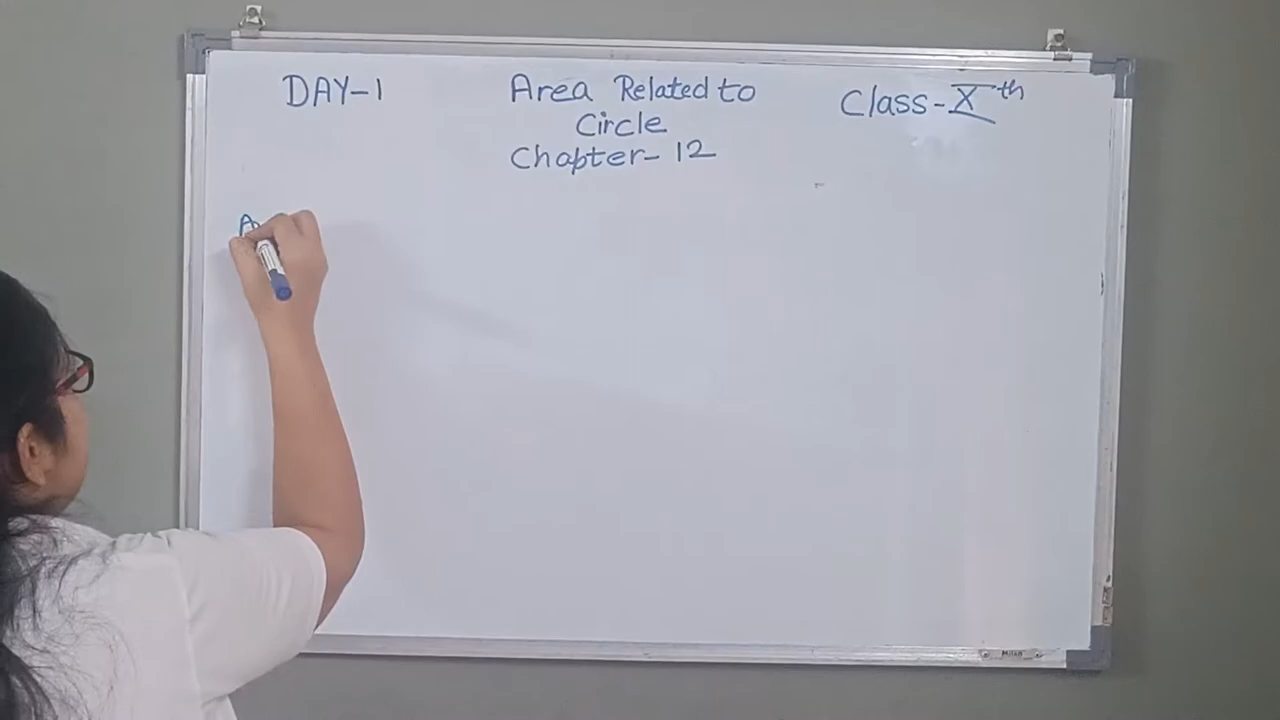 DAY-1
Area Related to
Circle
Chapter-12
Class-Xth
A